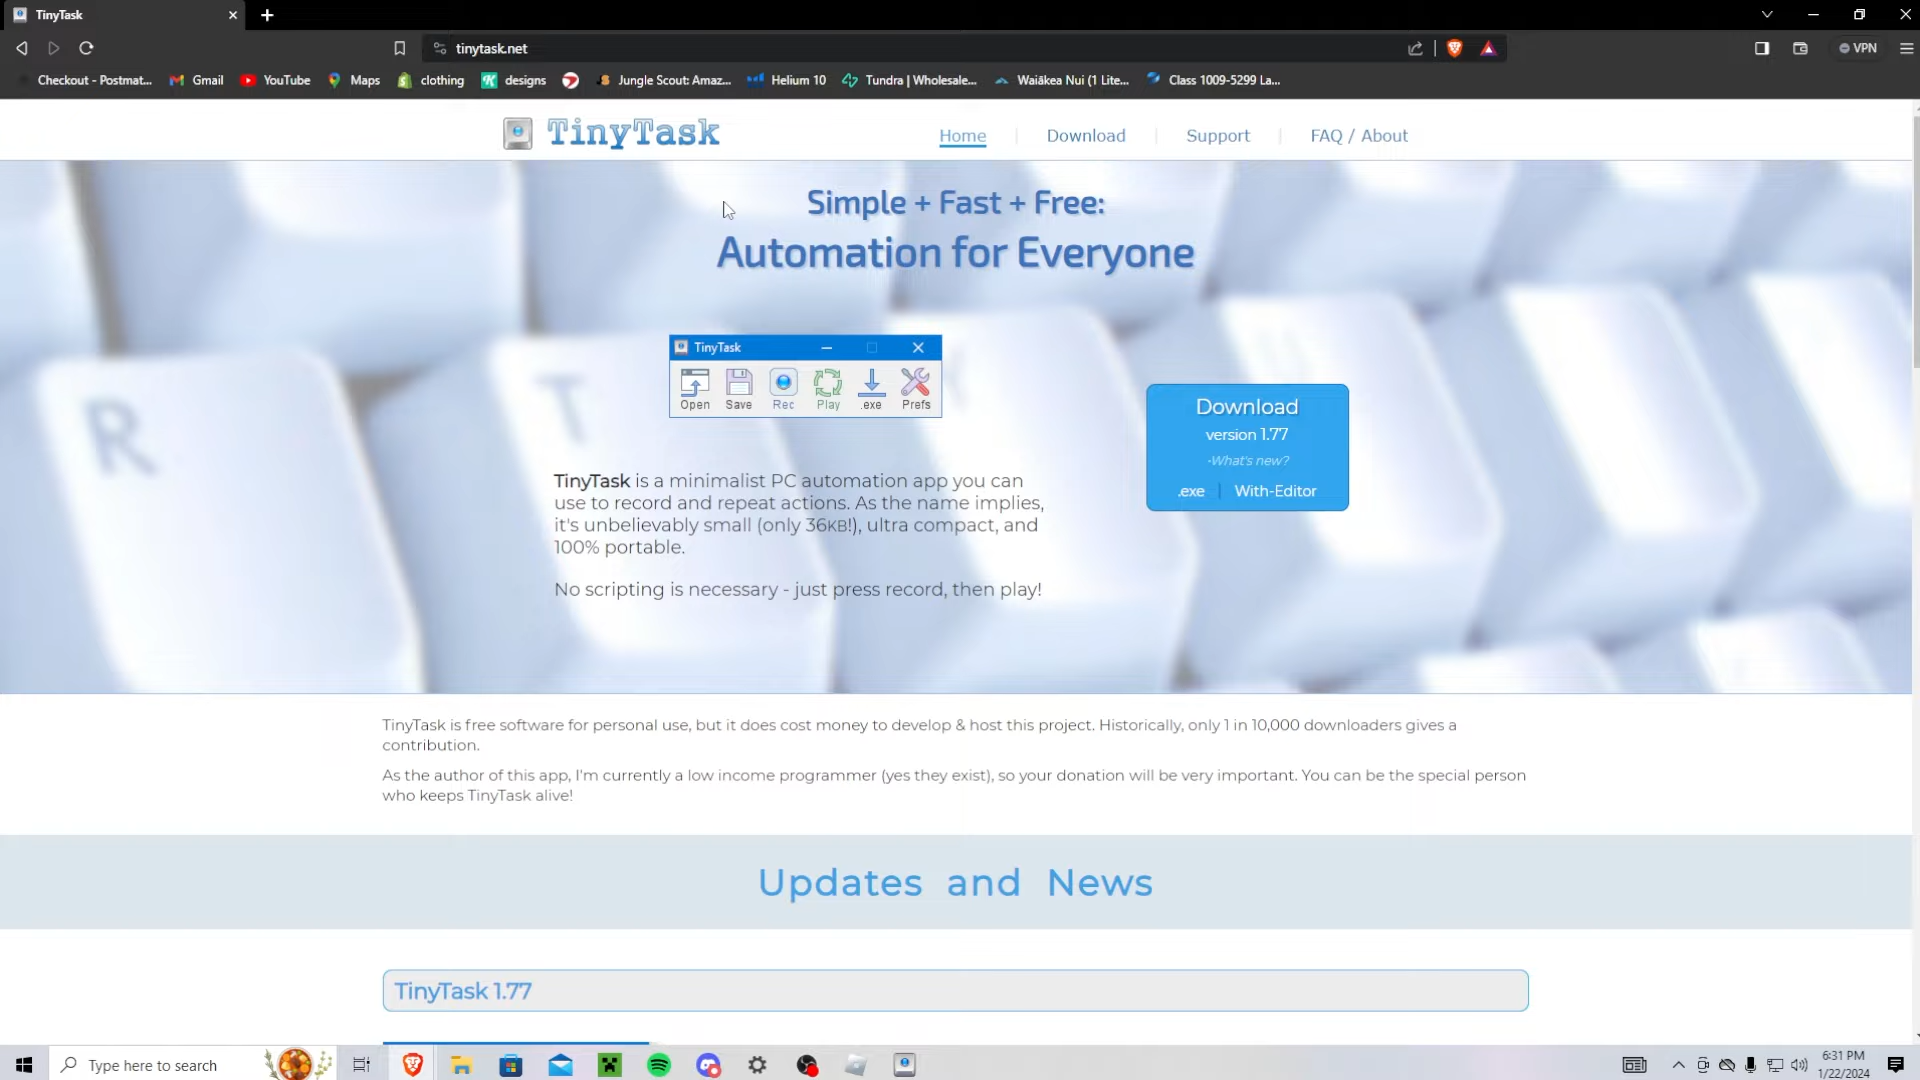 TinyTask
tinytask.net
VPN
Checkout - Postmat...
Gmail
YouTube
Maps
clothing
designs
Jungle Scout: Amaz...
Helium 10
Tundra | Wholesale...
Waiākea Nui (1 Lite...
Class 1009-5299 La...
TinyTask
Home
Download
Support
FAQ / About
Simple + Fast + Free:
Automation for Everyone
TinyTask
Open
Save
Rec
Play
.exe
Prefs
Download
version 1.77
-What's new?
.exe | With-Editor
R
T
TinyTask is a minimalist PC automation app you can
use to record and repeat actions. As the name implies,
it's unbelievably small (only 36KB!), ultra compact, and
100% portable.
No scripting is necessary - just press record, then play!
TinyTask is free software for personal use, but it does cost money to develop & host this project. Historically, only 1 in 10,000 downloaders gives a
contribution.
As the author of this app, I'm currently a low income programmer (yes they exist), so your donation will be very important. You can be the special person
who keeps TinyTask alive!
Updates and News
TinyTask 1.77
Type here to search
6:31 PM
1/22/2024